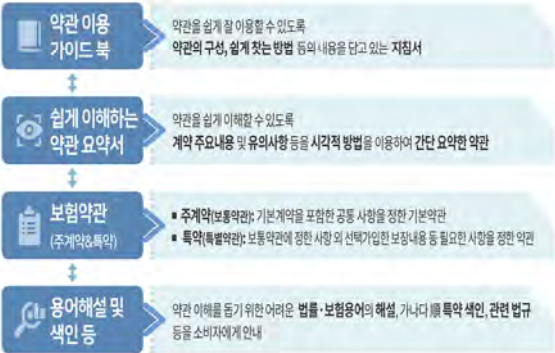 약관 이용
가이드 북
약관을 쉽게 잘 이용할 수 있도록
약관의 구성, 쉽게 찾는 방법 등의 내용을 담고 있는 지침서
쉽게 이해하는
약관 요약서
약관을 쉽게 이해할 수 있도록
계약 주요내용 및 유의사항 등을 시각적 방법을 이용하여 간단 요약한 약관
보험약관
(주계약&특약)
▪ 주계약(보통약관): 기본계약을 포함한 공통 사항을 정한 기본약관
▪ 특약(특별약관): 보통약관에 정한 사항 외 선택가입한 보장내용 등 필요한 사항을 정한 약관
용어해설 및
색인 등
약관 이해를 돕기 위한 어려운 법률·보험용어의 해설, 가나다 順 특약 색인, 관련 법규
등을 소비자에게 안내